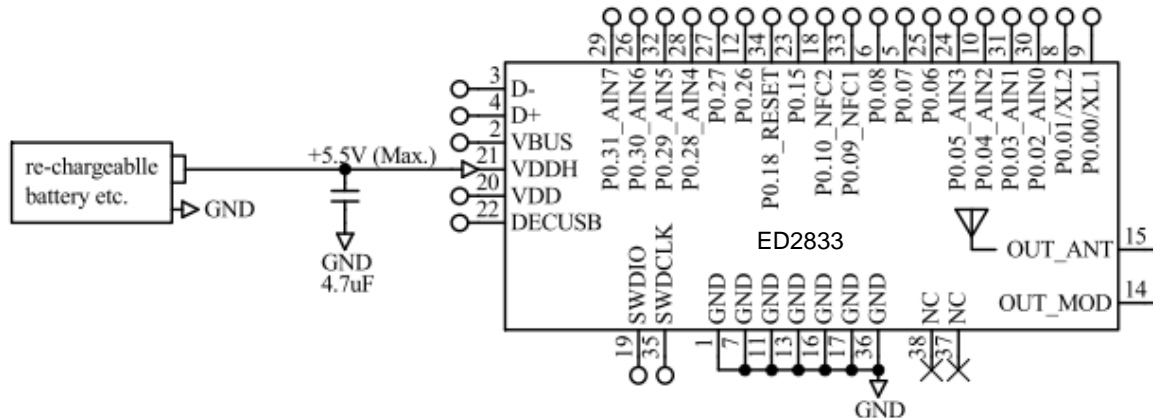 29 26 32 28 27 12 34 23 18 33 6 5 25 24 10 31 30 8 9
P0.31_AIN7
P0.30_AIN6
P0.29_AIN5
P0.28_AIN4
P0.27
P0.26
P0.18_RESET
P0.15
P0.10_NFC2
P0.09_NFC1
P0.08
P0.07
P0.06
P0.05_AIN3
P0.04_AIN2
P0.03_AIN1
P0.02_AIN0
P0.01/XL2
P0.00/XL1
3 D-
4 D+
2 VBUS
+5.5V (Max.) 21 VDDH
20 VDD
22 DECUSB
re-chargeablle
battery etc.
GND
GND
4.7uF
ED2833
OUT_ANT 15
OUT_MOD 14
SWDIO
SWDCLK
GND
GND
GND
GND
GND
GND
GND
NC
NC
19 35 1 7 11 13 16 17 36 38 37
GND